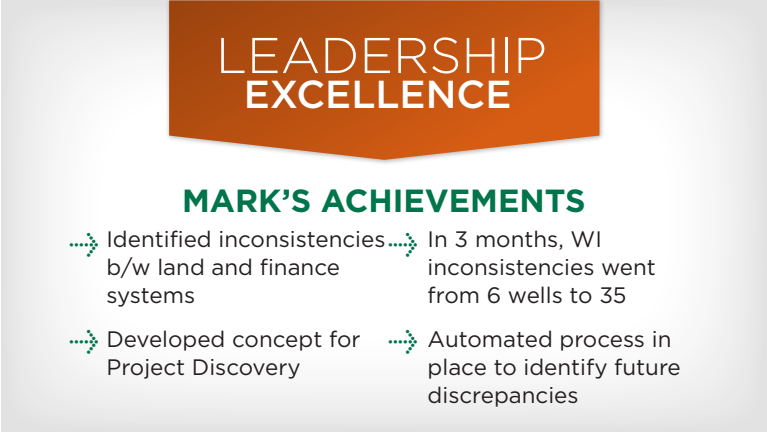 LEADERSHIP
EXCELLENCE
MARK'S ACHIEVEMENTS
Identified inconsistencies
b/w land and finance
systems
Developed concept for
Project Discovery
In 3 months, WI
inconsistencies went
from 6 wells to 35
Automated process in
place to identify future
discrepancies